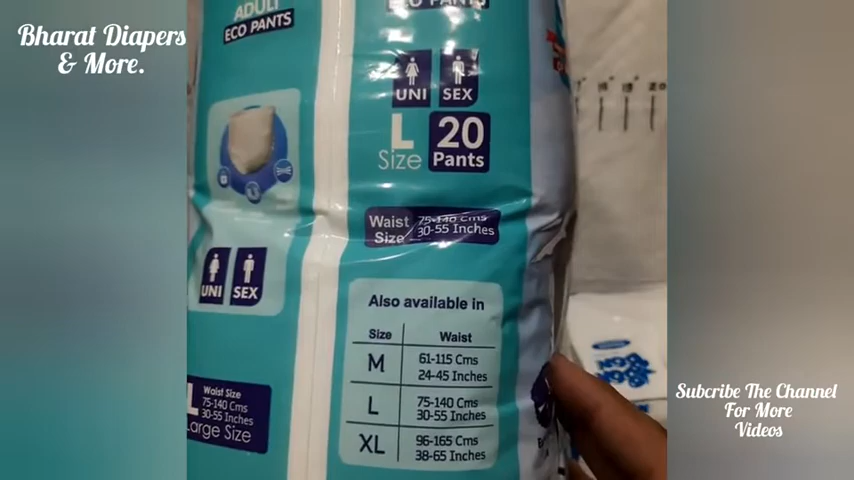 Bharat Diapers
& More.
ADULT
ECO PANTS
ECO PANTS
UNI SEX
L 20
Size Pants
Waist 75-140 Cms
Size 30-55 Inches
UNI SEX
Also available in
Size Waist
M 61-115 Cms
24-45 Inches
L 75-140 Cms
30-55 Inches
XL 96-165 Cms
38-65 Inches
L Waist Size
75-140 Cms
30-55 Inches
Large Size
Subcribe The Channel
For More
Videos